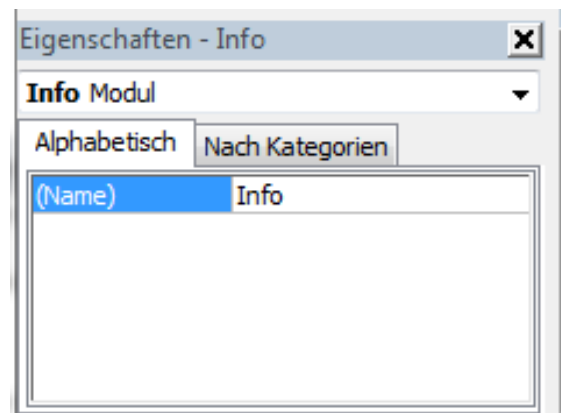 Eigenschaften - Info
Info Modul
Alphabetisch Nach Kategorien
(Name) Info